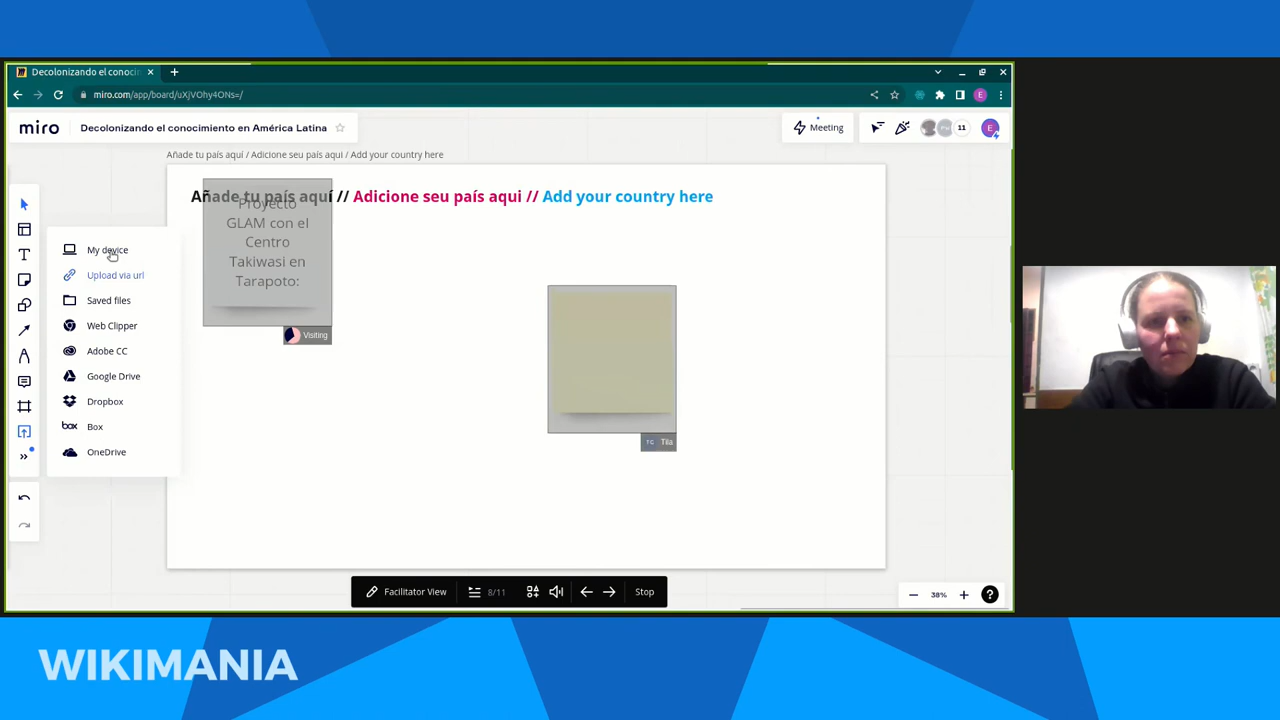 Decolonizando el conoci
miro.com/app/board/uXjVOhy4ONs=/
E
miro
Decolonizando el conocimiento en América Latina
Meeting
11
E
Añade tu país aquí / Adicione seu país aqui / Add your country here
Añade tu país aquí // Adicione seu país aqui // Add your country here
Proyecto
GLAM con el
Centro
Takiwasi en
Tarapoto:
Visiting
TG Tila
My device
Upload via url
Saved files
Web Clipper
Adobe CC
Google Drive
Dropbox
box Box
OneDrive
Facilitator View
8/11
Stop
38%
WIKIMANIA